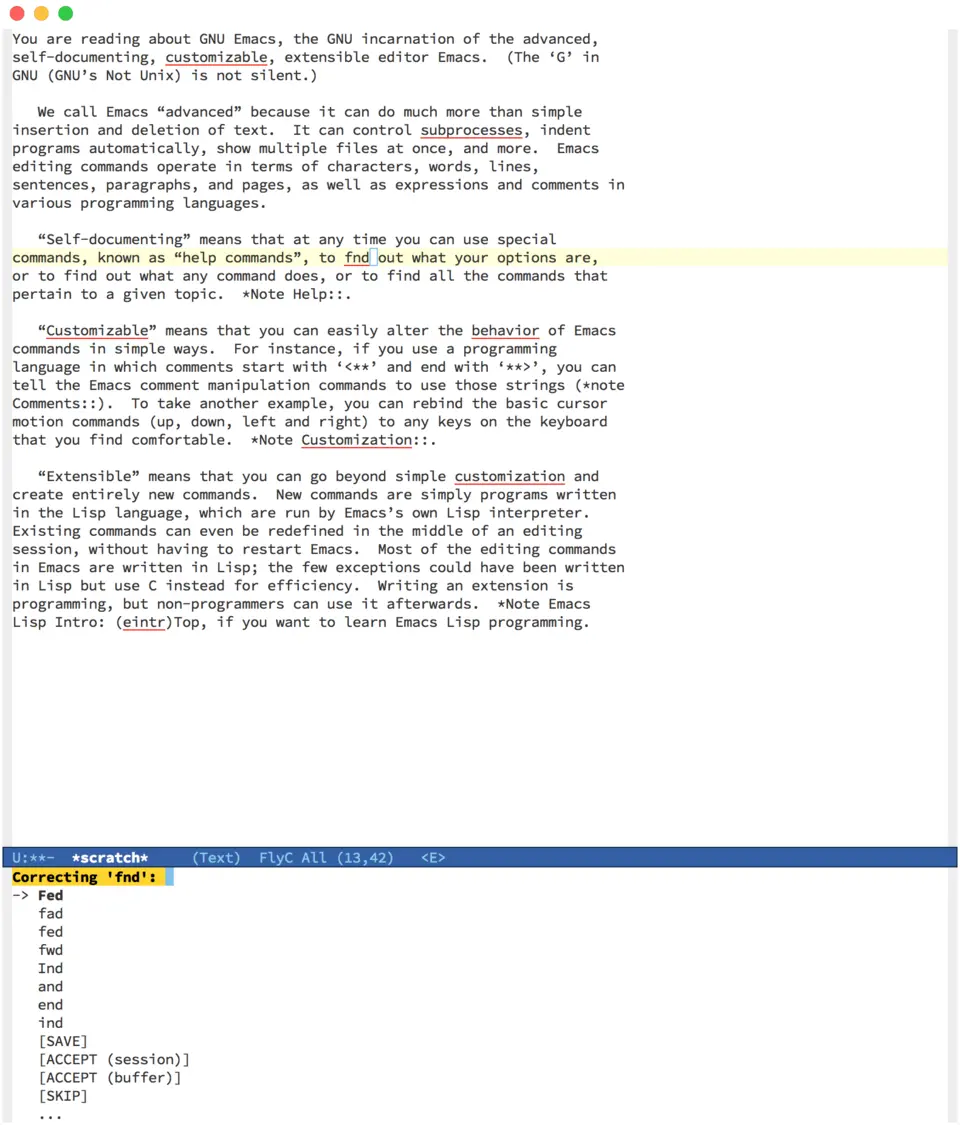 You are reading about GNU Emacs, the GNU incarnation of the advanced,
self-documenting, customizable, extensible editor Emacs.  (The ‘G’ in
GNU (GNU’s Not Unix) is not silent.)
We call Emacs “advanced” because it can do much more than simple
insertion and deletion of text.  It can control subprocesses, indent
programs automatically, show multiple files at once, and more.  Emacs
editing commands operate in terms of characters, words, lines,
sentences, paragraphs, and pages, as well as expressions and comments in
various programming languages.
“Self-documenting” means that at any time you can use special
commands, known as “help commands”, to fnd out what your options are,
or to find out what any command does, or to find all the commands that
pertain to a given topic.  *Note Help::.
“Customizable” means that you can easily alter the behavior of Emacs
commands in simple ways.  For instance, if you use a programming
language in which comments start with ‘<**’ and end with ‘**>’, you can
tell the Emacs comment manipulation commands to use those strings (*note
Comments::).  To take another example, you can rebind the basic cursor
motion commands (up, down, left and right) to any keys on the keyboard
that you find comfortable.  *Note Customization::.
“Extensible” means that you can go beyond simple customization and
create entirely new commands.  New commands are simply programs written
in the Lisp language, which are run by Emacs’s own Lisp interpreter.
Existing commands can even be redefined in the middle of an editing
session, without having to restart Emacs.  Most of the editing commands
in Emacs are written in Lisp; the few exceptions could have been written
in Lisp but use C instead for efficiency.  Writing an extension is
programming, but non-programmers can use it afterwards.  *Note Emacs
Lisp Intro: (eintr)Top, if you want to learn Emacs Lisp programming.
U:**-  *scratch*     (Text)  FlyC All (13,42)   <E>
Correcting 'fnd':
-> Fed
fad
fed
fwd
Ind
and
end
ind
[SAVE]
[ACCEPT (session)]
[ACCEPT (buffer)]
[SKIP]
...